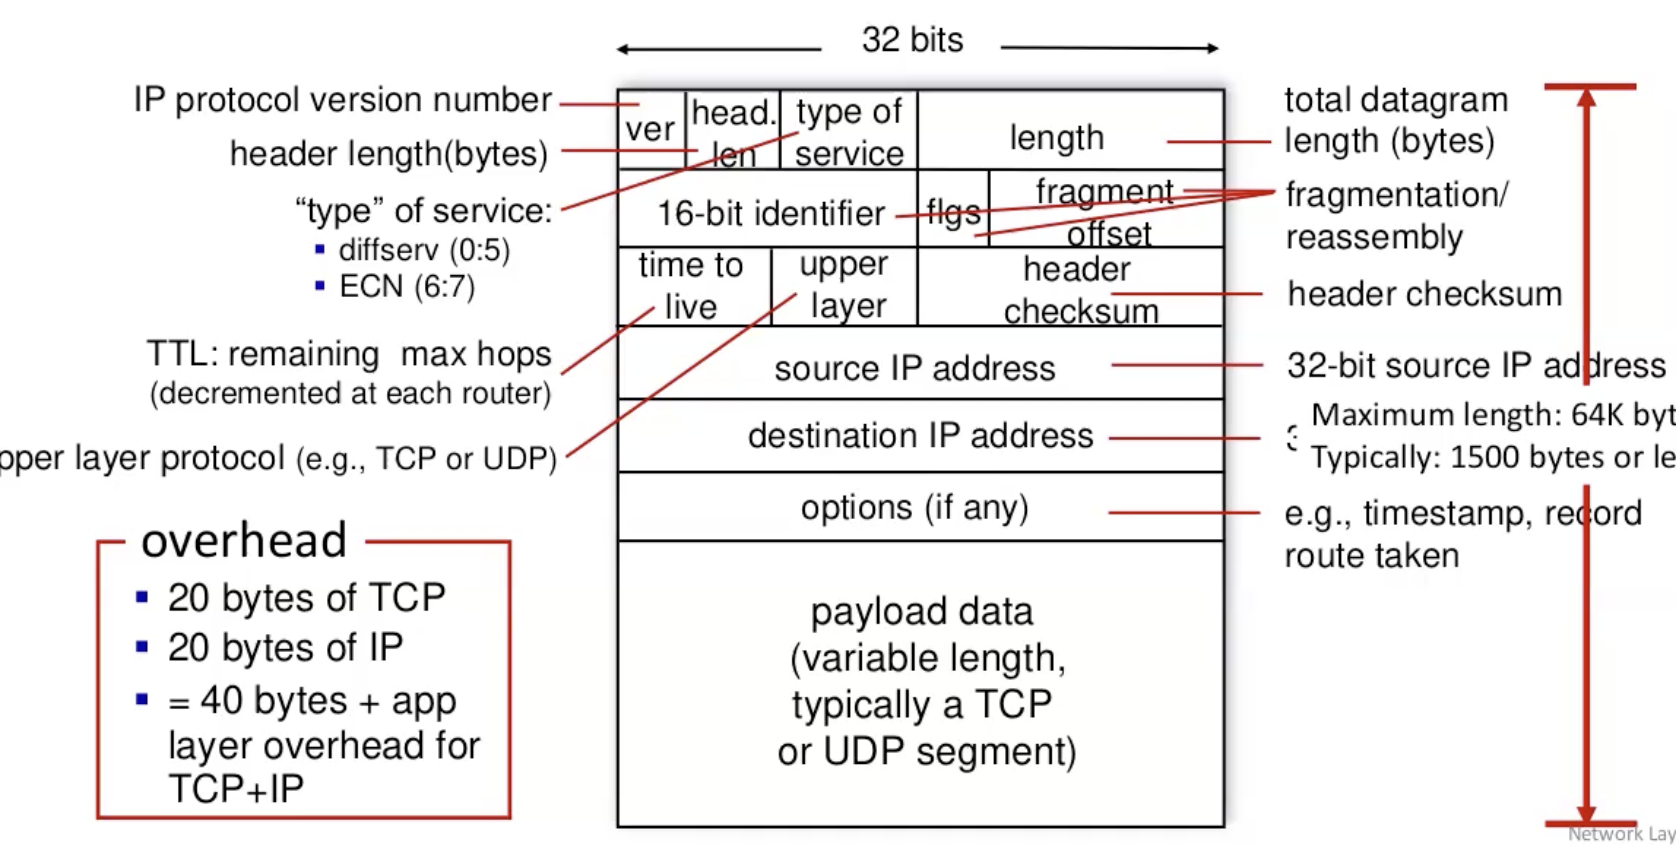 32 bits
IP protocol version number
header length(bytes)
“type” of service:
diffserv (0:5)
ECN (6:7)
TTL: remaining max hops
(decremented at each router)
layer protocol (e.g., TCP or UDP)
ver
head.
len
type of
service
length
16-bit identifier
flgs
fragment
offset
time to
live
upper
layer
header
checksum
source IP address
destination IP address
options (if any)
payload data
(variable length,
typically a TCP
or UDP segment)
total datagram
length (bytes)
fragmentation/
reassembly
header checksum
32-bit source IP address
Maximum length: 64K
Typically: 1500 bytes or
e.g., timestamp, record
route taken
overhead
20 bytes of TCP
20 bytes of IP
= 40 bytes + app
layer overhead for
TCP+IP
Network